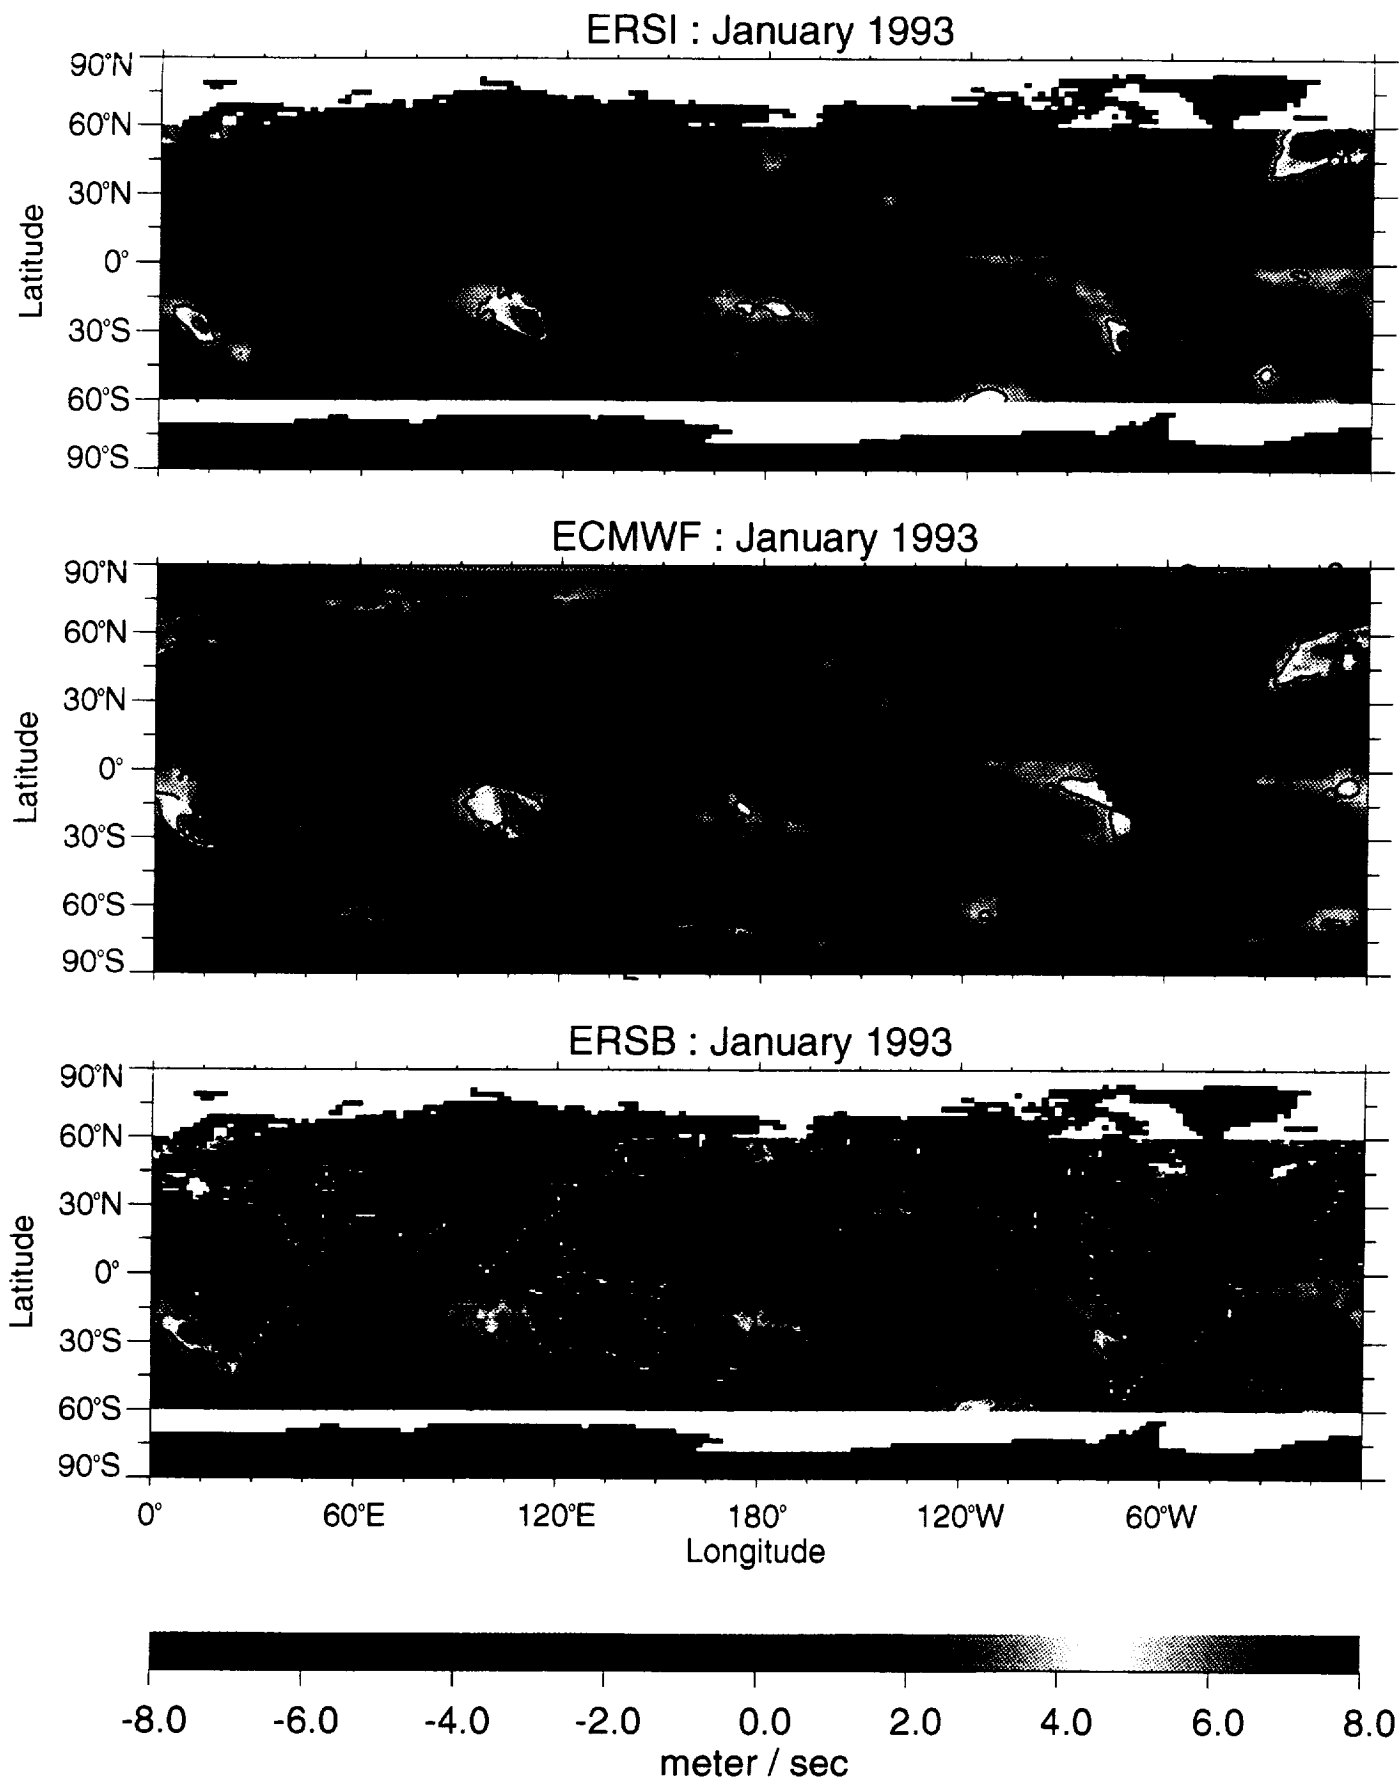 ERSI : January 1993
90°N
60°N
30°N
0°
30°S
60°S
90°S
Latitude
ECMWF : January 1993
90°N
60°N
30°N
0°
30°S
60°S
90°S
Latitude
ERSB : January 1993
90°N
60°N
30°N
0°
30°S
60°S
90°S
Latitude
0° 60°E 120°E 180° 120°W 60°W
Longitude
-8.0 -6.0 -4.0 -2.0 0.0 2.0 4.0 6.0 8.0
meter / sec